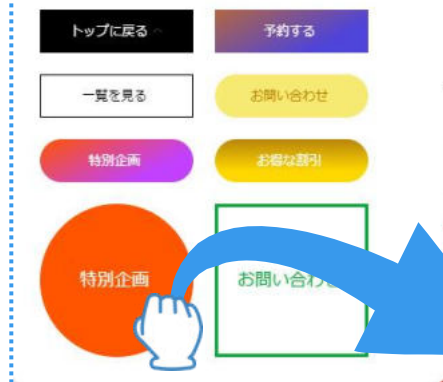 トップに戻る
予約する
一覧を見る
お問い合わせ
特別企画
お得な割引
特別企画
お問い合わせ